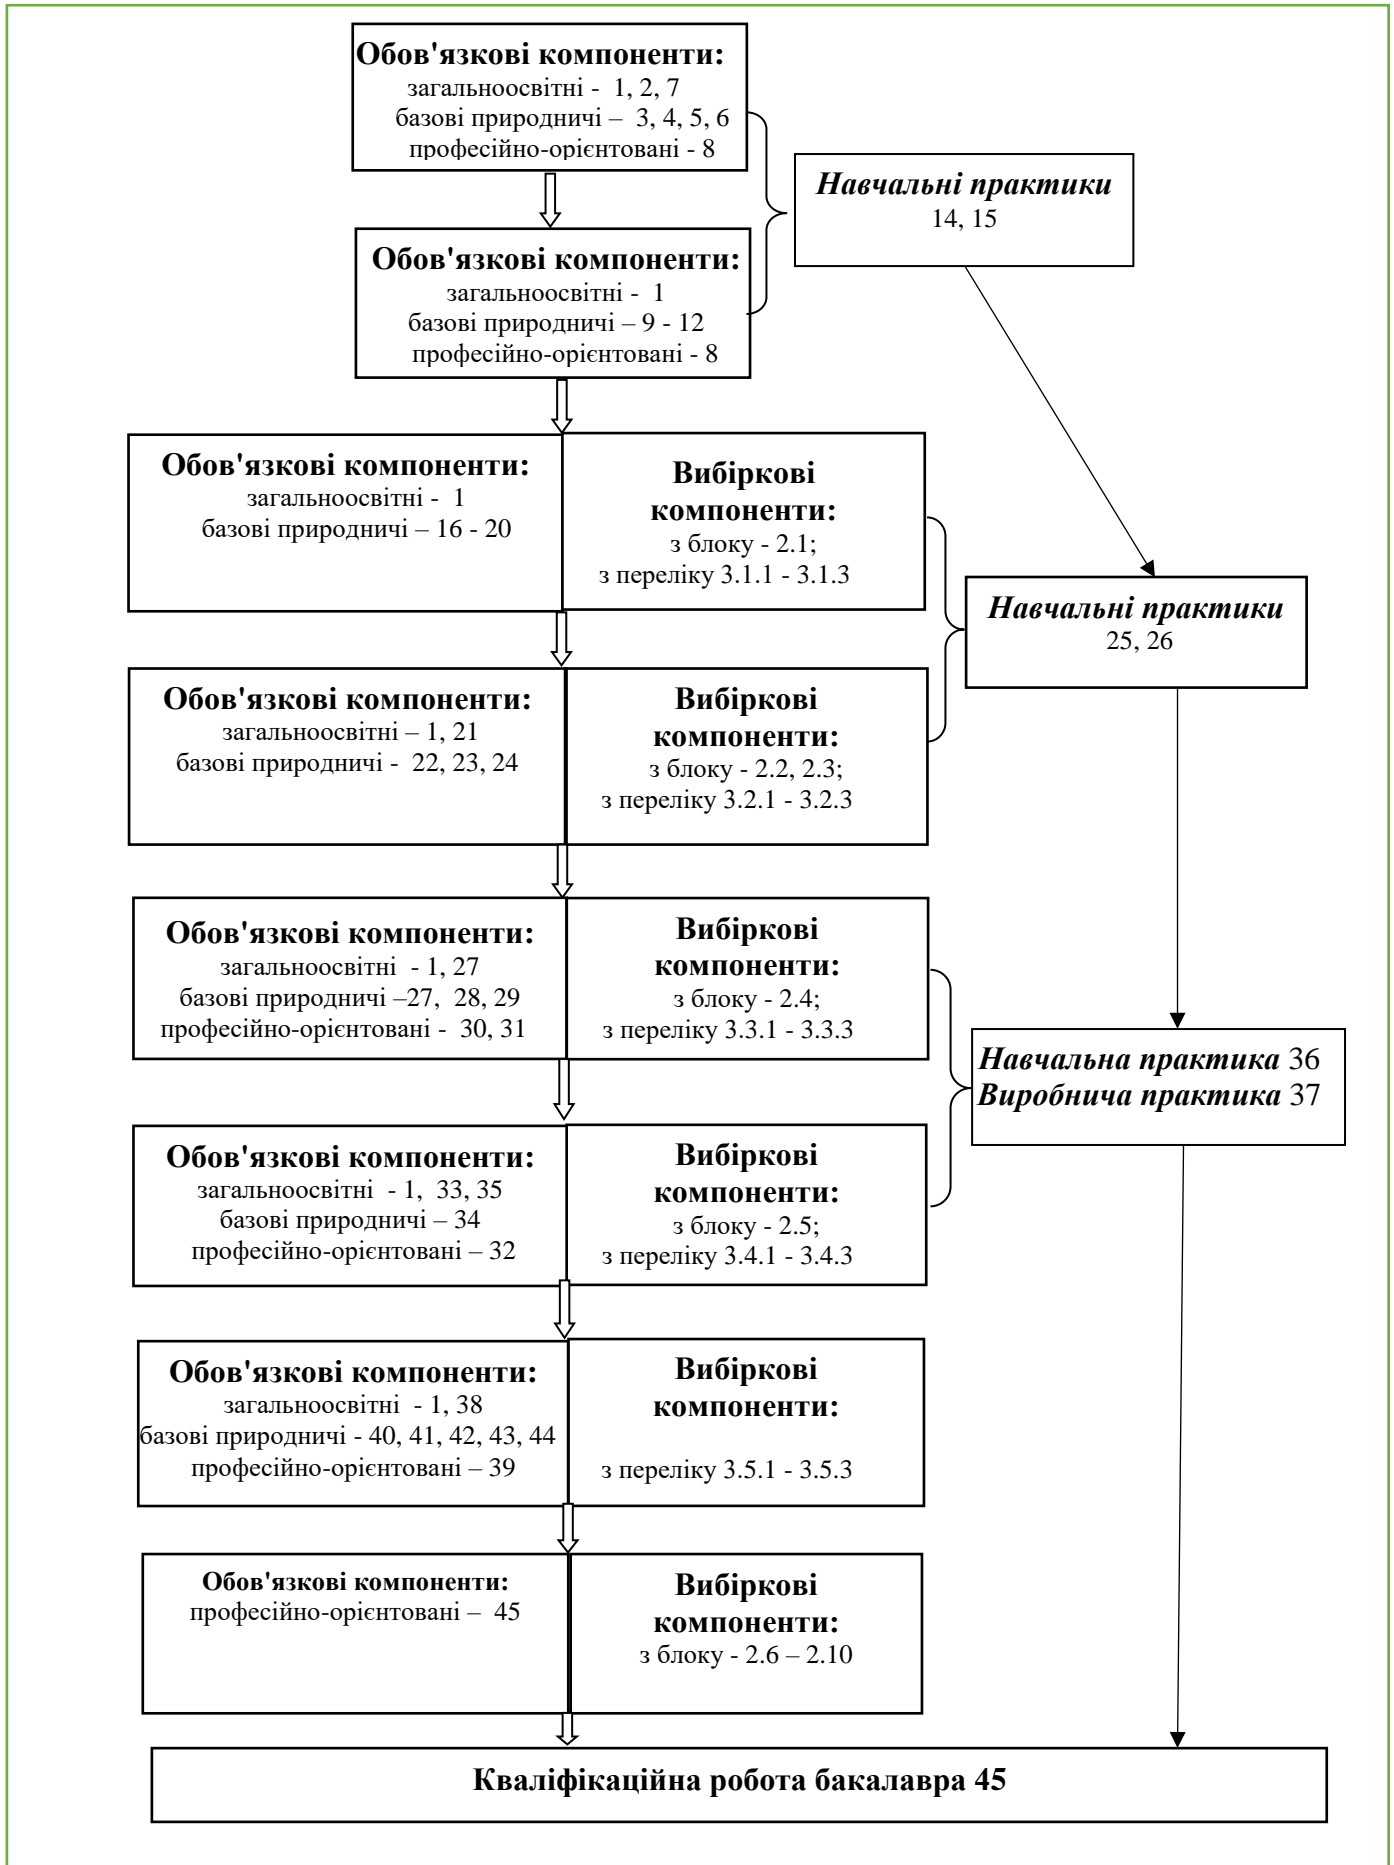 Обов'язкові компоненти:
загальноосвітні - 1, 2, 7
базові природничі – 3, 4, 5, 6
професійно-орієнтовані - 8
Навчальні практики
14, 15
Обов'язкові компоненти:
загальноосвітні - 1
базові природничі – 9 - 12
професійно-орієнтовані - 8
Обов'язкові компоненти:
загальноосвітні - 1
базові природничі – 16 - 20
Вибіркові
компоненти:
з блоку - 2.1;
з переліку 3.1.1 - 3.1.3
Навчальні практики
25, 26
Обов'язкові компоненти:
загальноосвітні – 1, 21
базові природничі - 22, 23, 24
Вибіркові
компоненти:
з блоку - 2.2, 2.3;
з переліку 3.2.1 - 3.2.3
Обов'язкові компоненти:
загальноосвітні - 1, 27
базові природничі –27, 28, 29
професійно-орієнтовані - 30, 31
Вибіркові
компоненти:
з блоку - 2.4;
з переліку 3.3.1 - 3.3.3
Навчальна практика 36
Виробнича практика 37
Обов'язкові компоненти:
загальноосвітні - 1, 33, 35
базові природничі – 34
професійно-орієнтовані – 32
Вибіркові
компоненти:
з блоку - 2.5;
з переліку 3.4.1 - 3.4.3
Обов'язкові компоненти:
загальноосвітні - 1, 38
базові природничі - 40, 41, 42, 43, 44
професійно-орієнтовані – 39
Вибіркові
компоненти:
з переліку 3.5.1 - 3.5.3
Обов'язкові компоненти:
професійно-орієнтовані – 45
Вибіркові
компоненти:
з блоку - 2.6 – 2.10
Кваліфікаційна робота бакалавра 45